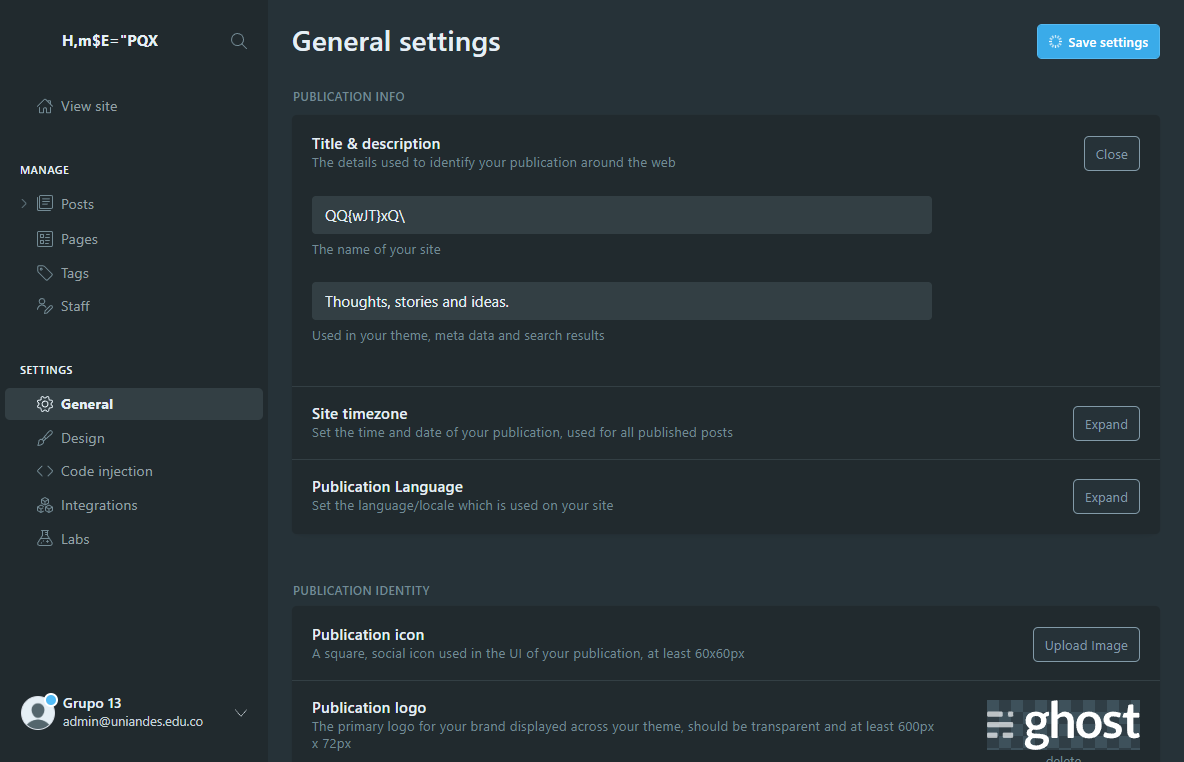 H,m$E="PQX
View site
MANAGE
Posts
Pages
Tags
Staff
SETTINGS
General
Design
Code injection
Integrations
Labs
Grupo 13
admin@uniandes.edu.co
General settings
Save settings
PUBLICATION INFO
Title & description
The details used to identify your publication around the web
Close
QQ{wJT}xQ\
The name of your site
Thoughts, stories and ideas.
Used in your theme, meta data and search results
Site timezone
Set the time and date of your publication, used for all published posts
Expand
Publication Language
Set the language/locale which is used on your site
Expand
PUBLICATION IDENTITY
Publication icon
A square, social icon used in the UI of your publication, at least 60x60px
Upload Image
Publication logo
The primary logo for your brand displayed across your theme, should be transparent and at least 600px
x 72px
ghost
delete